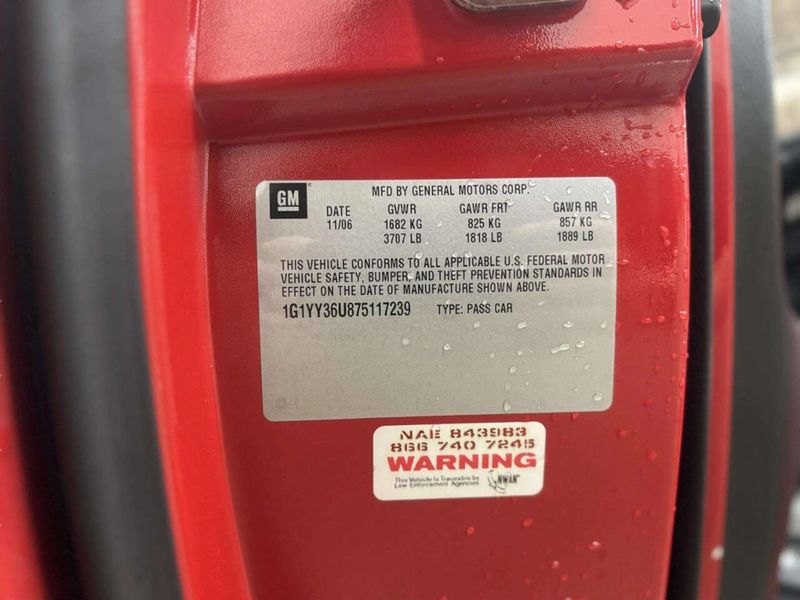 GM
MFD BY GENERAL MOTORS CORP.
DATE GVWR GAWR FRT GAWR RR
11/06 1682 KG 825 KG 857 KG
3707 LB 1818 LB 1889 LB
THIS VEHICLE CONFORMS TO ALL APPLICABLE U.S. FEDERAL MOTOR
VEHICLE SAFETY, BUMPER, AND THEFT PREVENTION STANDARDS IN
EFFECT ON THE DATE OF MANUFACTURE SHOWN ABOVE.
1G1YY36U875117239 TYPE: PASS CAR
NAE 843983
866 740 7245
WARNING
This Vehicle Is Traceable by
Law Enforcement Agencies
NWAN